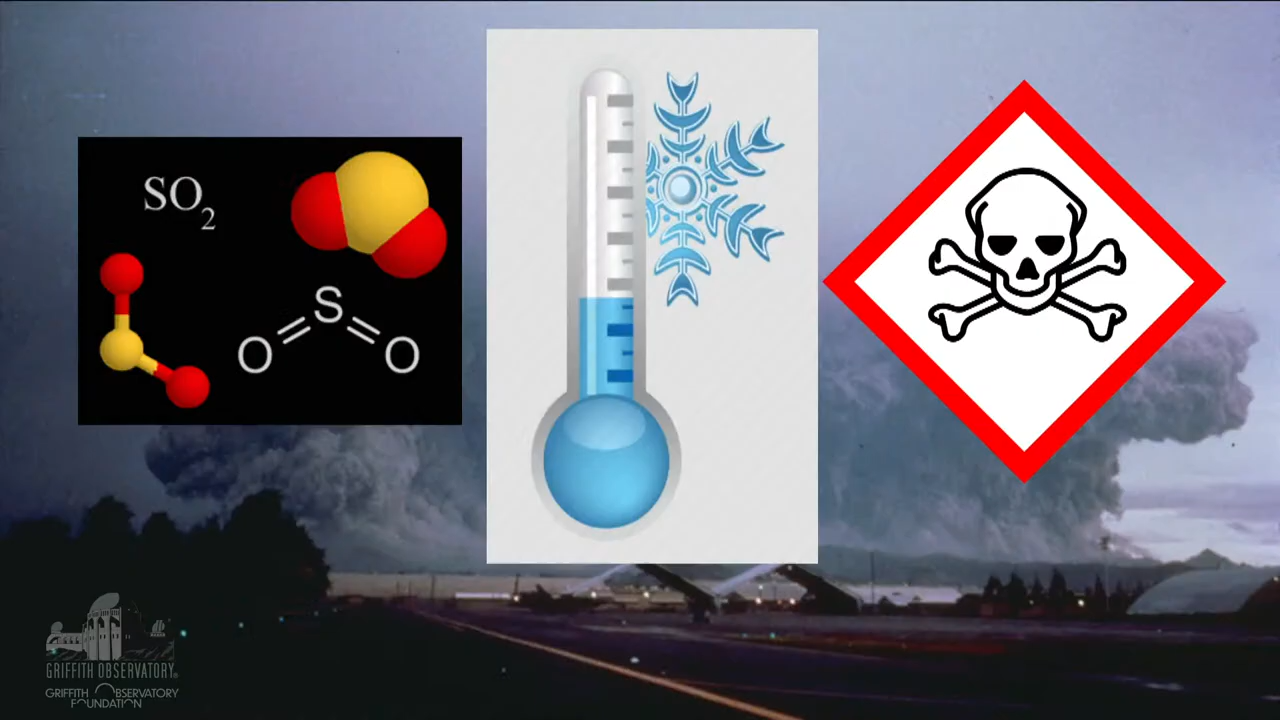 SO2
S
O O
GRIFFITH OBSERVATORY®
GRIFFITH OBSERVATORY
FOUNDATION